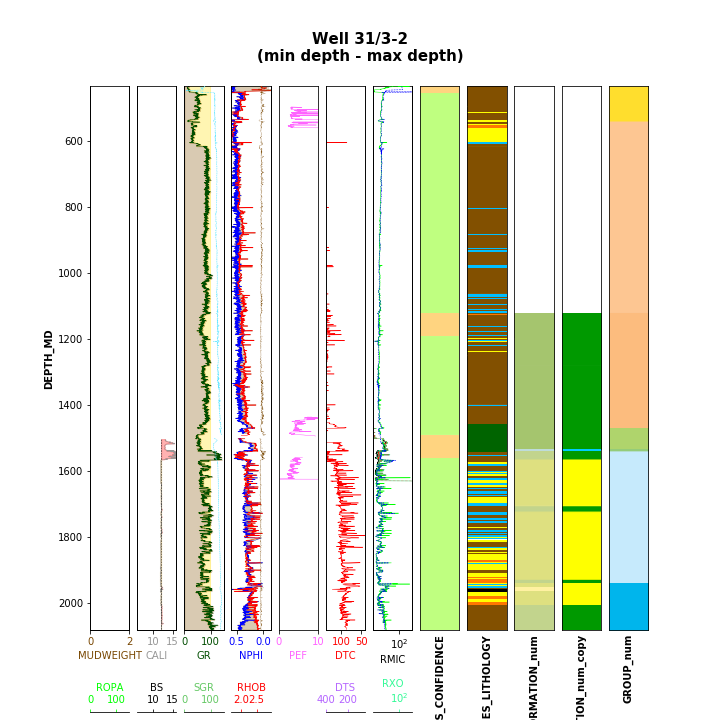 Well 31/3-2
(min depth - max depth)
DEPTH_MD
600
800
1000
1200
1400
1600
1800
2000
0 2
MUDWEIGHT
ROPA
0 100
10 15
CALI
BS
10 15
0 100
GR
SGR
0 100
0.5 0.0
NPHI
RHOB
2.02.5
0 10
PEF
100 50
DTC
DTS
400 200
10²
RMIC
RXO
10²
S_CONFIDENCE
ES_LITHOLOGY
RMATION_num
TION_num_copy
GROUP_num